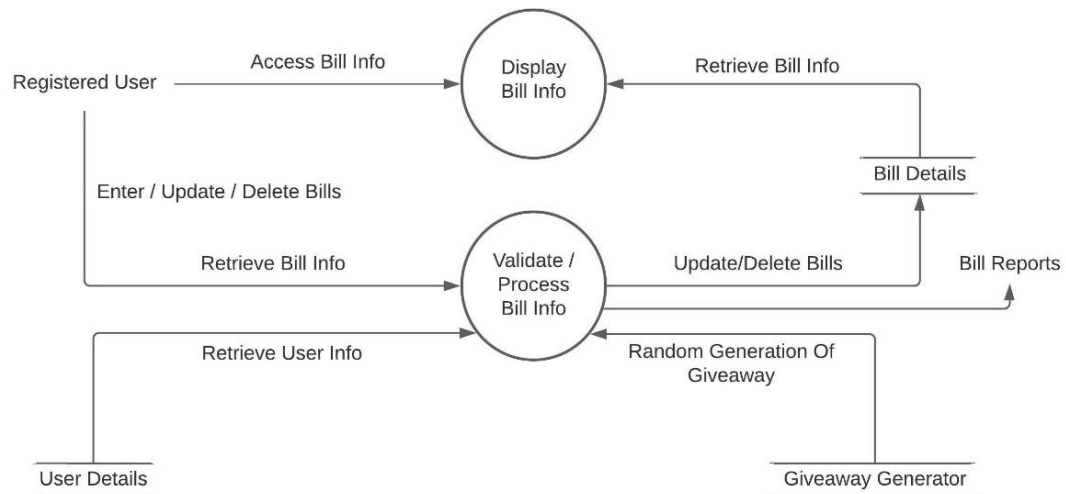 Access Bill Info
Registered User
Display
Bill Info
Retrieve Bill Info
Enter / Update / Delete Bills
Bill Details
Retrieve Bill Info
Validate /
Process
Bill Info
Update/Delete Bills
Bill Reports
Retrieve User Info
Random Generation Of
Giveaway
User Details
Giveaway Generator